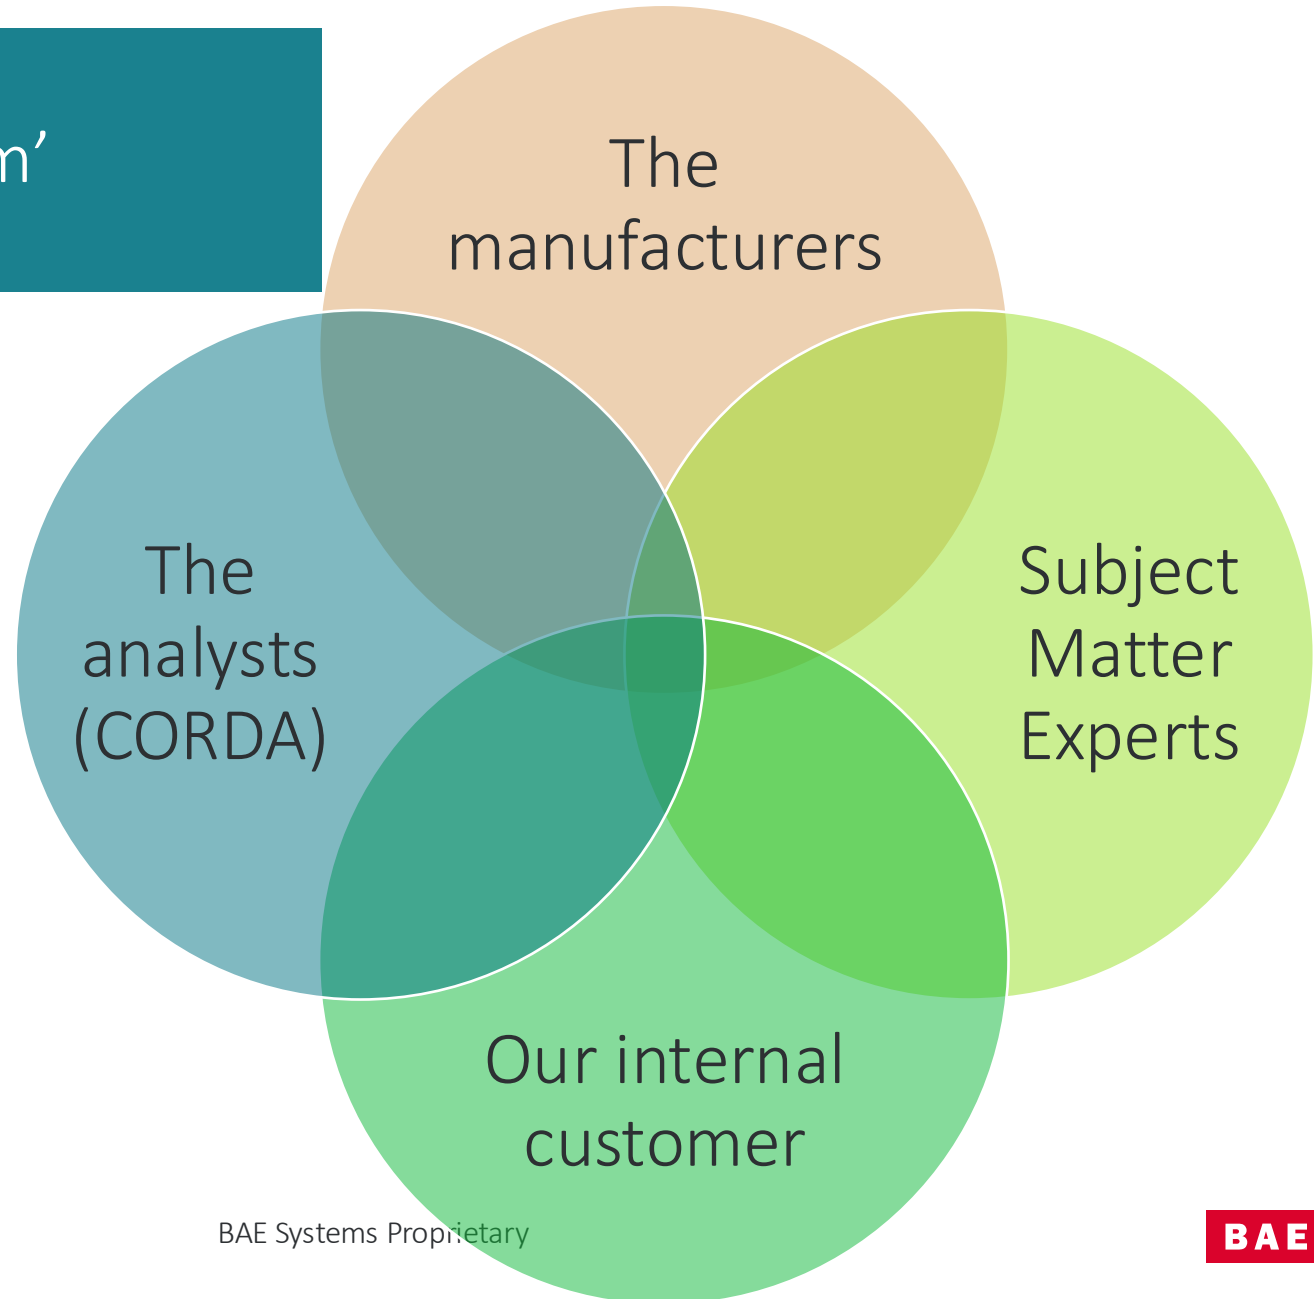 m’
The
manufacturers
The
analysts
(CORDA)
Subject
Matter
Experts
Our internal
customer
BAE Systems Proprietary
BAE